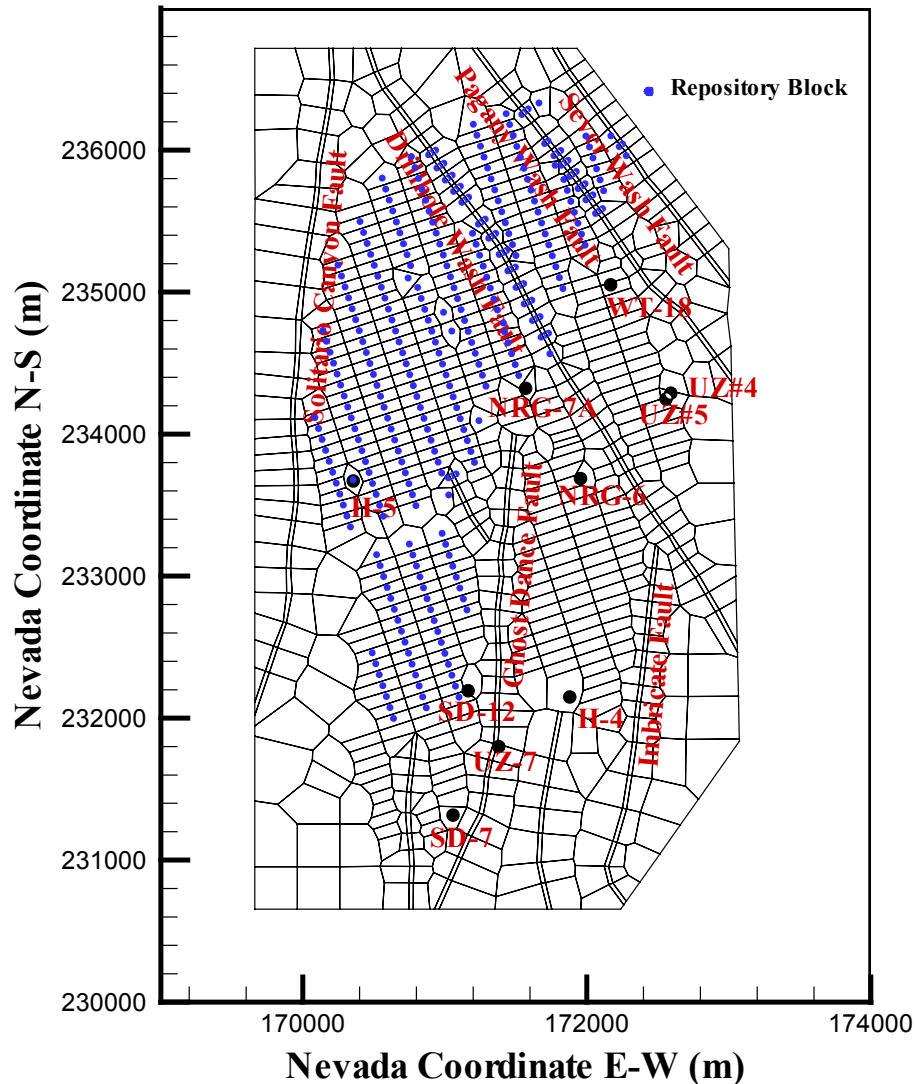 Repository Block
Pagany Wash Fault
Sever Wash Fault
Drillhole Wash Fault
Solitario Canyon Fault
236000
235000
234000
233000
232000
231000
230000
WT-18
UZ#4
UZ#5
NRG-7A
NRG-6
H-5
Ghost Dance Fault
Imbricate Fault
SD-12
H-4
UZ-7
SD-7
170000
172000
174000
Nevada Coordinate N-S (m)
Nevada Coordinate E-W (m)